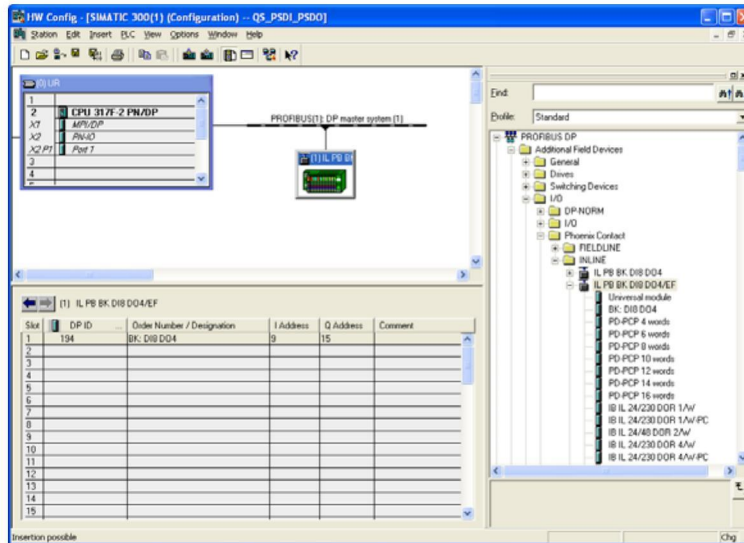 HW Config - [SIMATIC 300(1) (Configuration) -- QS_PSDI_PSDO]
Station Edit Insert PLC View Options Window Help
(0) UR
1
2 CPU 317F-2 PN/DP
X1 MPI/DP
X2 PN-IO
X2 P1 Port 1
3
4
PROFIBUS(1): DP master system (1)
(1) IL PB B
Find:
Profile: Standard
PROFIBUS DP
Additional Field Devices
General
Drives
Switching Devices
I/O
DP-NORM
I/O
Phoenix Contact
FIELDLINE
INLINE
IL PB BK DI8 DO4
IL PB BK DI8 DO4/EF
Universal module
BK: DI8 DO4
PD-PCP 4 words
PD-PCP 6 words
PD-PCP 8 words
PD-PCP 10 words
PD-PCP 12 words
PD-PCP 14 words
PD-PCP 16 words
IB IL 24/230 DOR 1/W
IB IL 24/230 DOR 1/W-PC
IB IL 24/48 DOR 2/W
IB IL 24/230 DOR 4/W
IB IL 24/230 DOR 4/W-PC
(1) IL PB BK DI8 DO4/EF
Slot DP ID ... Order Number / Designation I Address Q Address Comment
1 194 BK: DI8 DO4 9 15
2
3
4
5
6
7
8
9
10
11
12
13
14
15
Insertion possible
Chg